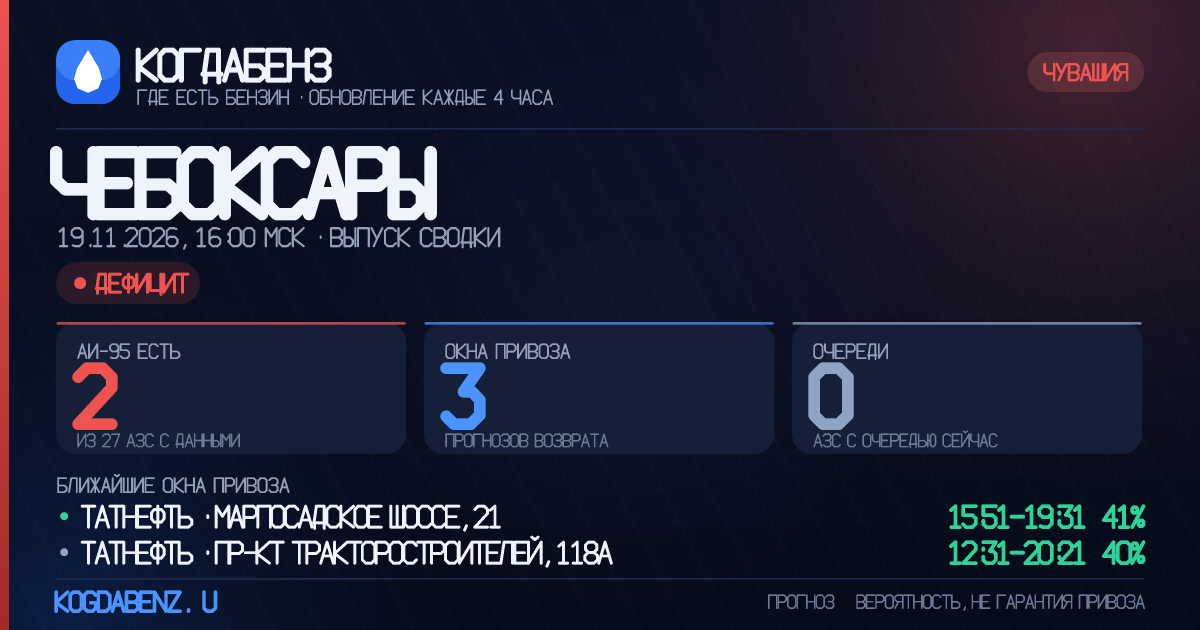 КОГДАБЕНЗ
ГДЕ ЕСТЬ БЕНЗИН · ОБНОВЛЕНИЕ КАЖДЫЕ 4 ЧАСА
ЧУВАШИЯ
ЧЕБОКСАРЫ
19.11.2026, 16:00 МСК · ВЫПУСК СВОДКИ
• ДЕФИЦИТ
АИ-95 ЕСТЬ
2
ИЗ 27 АЗС С ДАННЫМИ
ОКНА ПРИВОЗА
3
ПРОГНОЗОВ ВОЗВРАТА
ОЧЕРЕДИ
0
АЗС С ОЧЕРЕДЬЮ СЕЙЧАС
БЛИЖАЙШИЕ ОКНА ПРИВОЗА
• ТАТНЕФТЬ · МАРПОСАДСКОЕ ШОССЕ, 21 15:51-19:31 41%
• ТАТНЕФТЬ · ПР-КТ ТРАКТОРОСТРОИТЕЛЕЙ, 118А 12:31-20:21 40%
KOGDABENZ. U
ПРОГНОЗ ВЕРОЯТНОСТЬ, НЕ ГАРАНТИЯ ПРИВОЗА